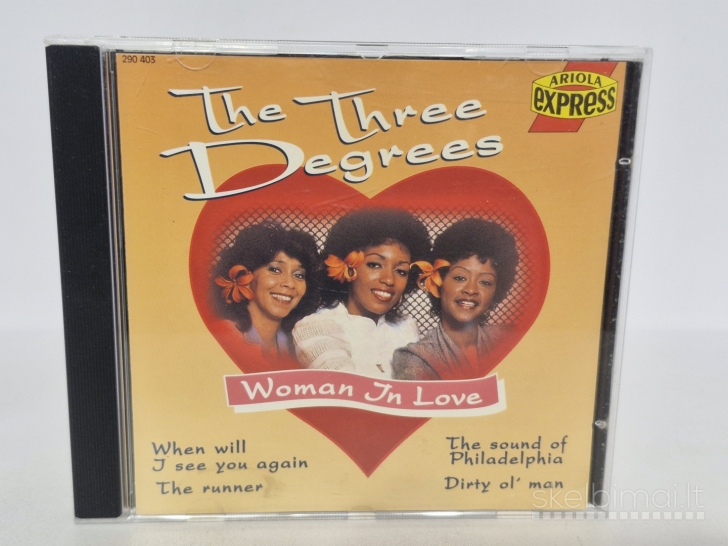 290 403
ARIOLA
EXPRESS
The Three
Degrees
Woman In Love
When will
I see you again
The runner
The sound of
Philadelphia
Dirty ol' man
skelbimai.lt